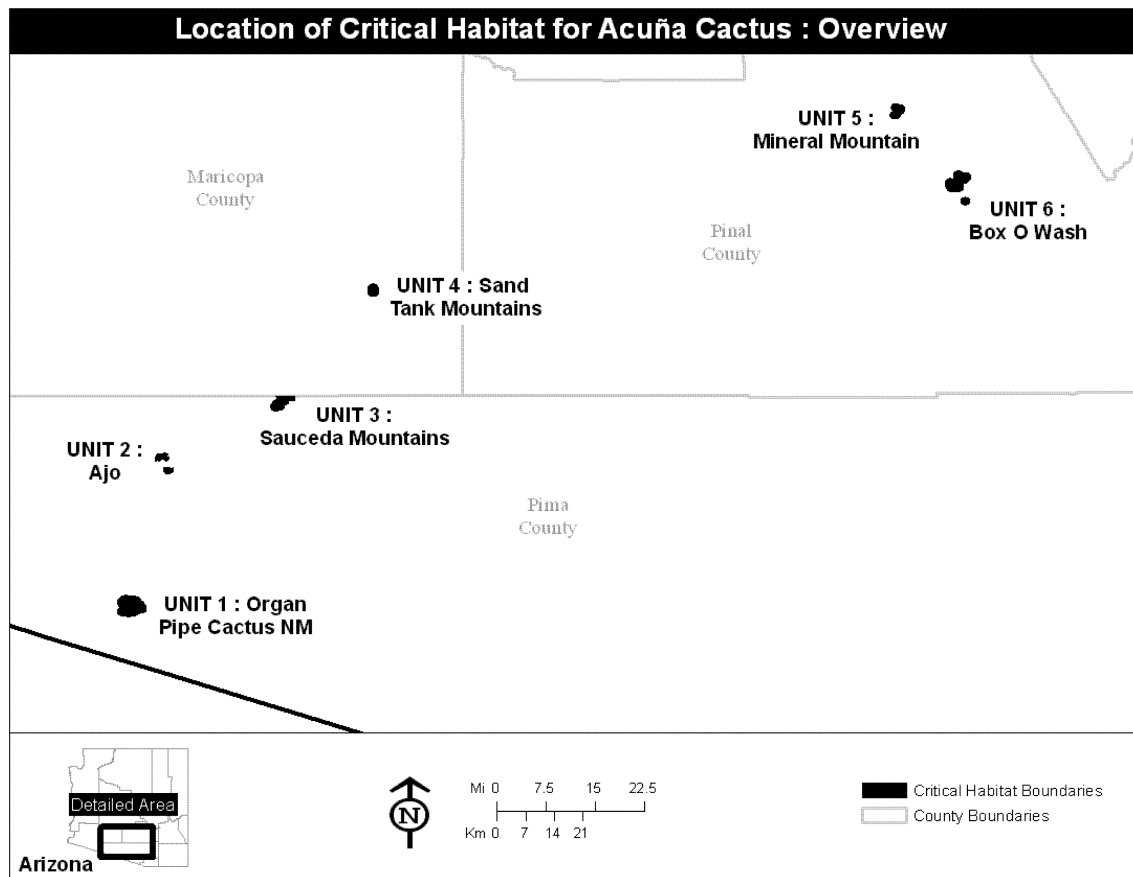 Location of Critical Habitat for Acuña Cactus : Overview
UNIT 5 :
Mineral Mountain
Maricopa
County
UNIT 6 :
Box O Wash
Pinal
County
UNIT 4 : Sand
Tank Mountains
UNIT 3 :
Sauceda Mountains
UNIT 2 :
Ajo
Pima
County
UNIT 1 : Organ
Pipe Cactus NM
Detailed Area
Arizona
N
Mi 0 7.5 15 22.5
Km 0 7 14 21
Critical Habitat Boundaries
County Boundaries